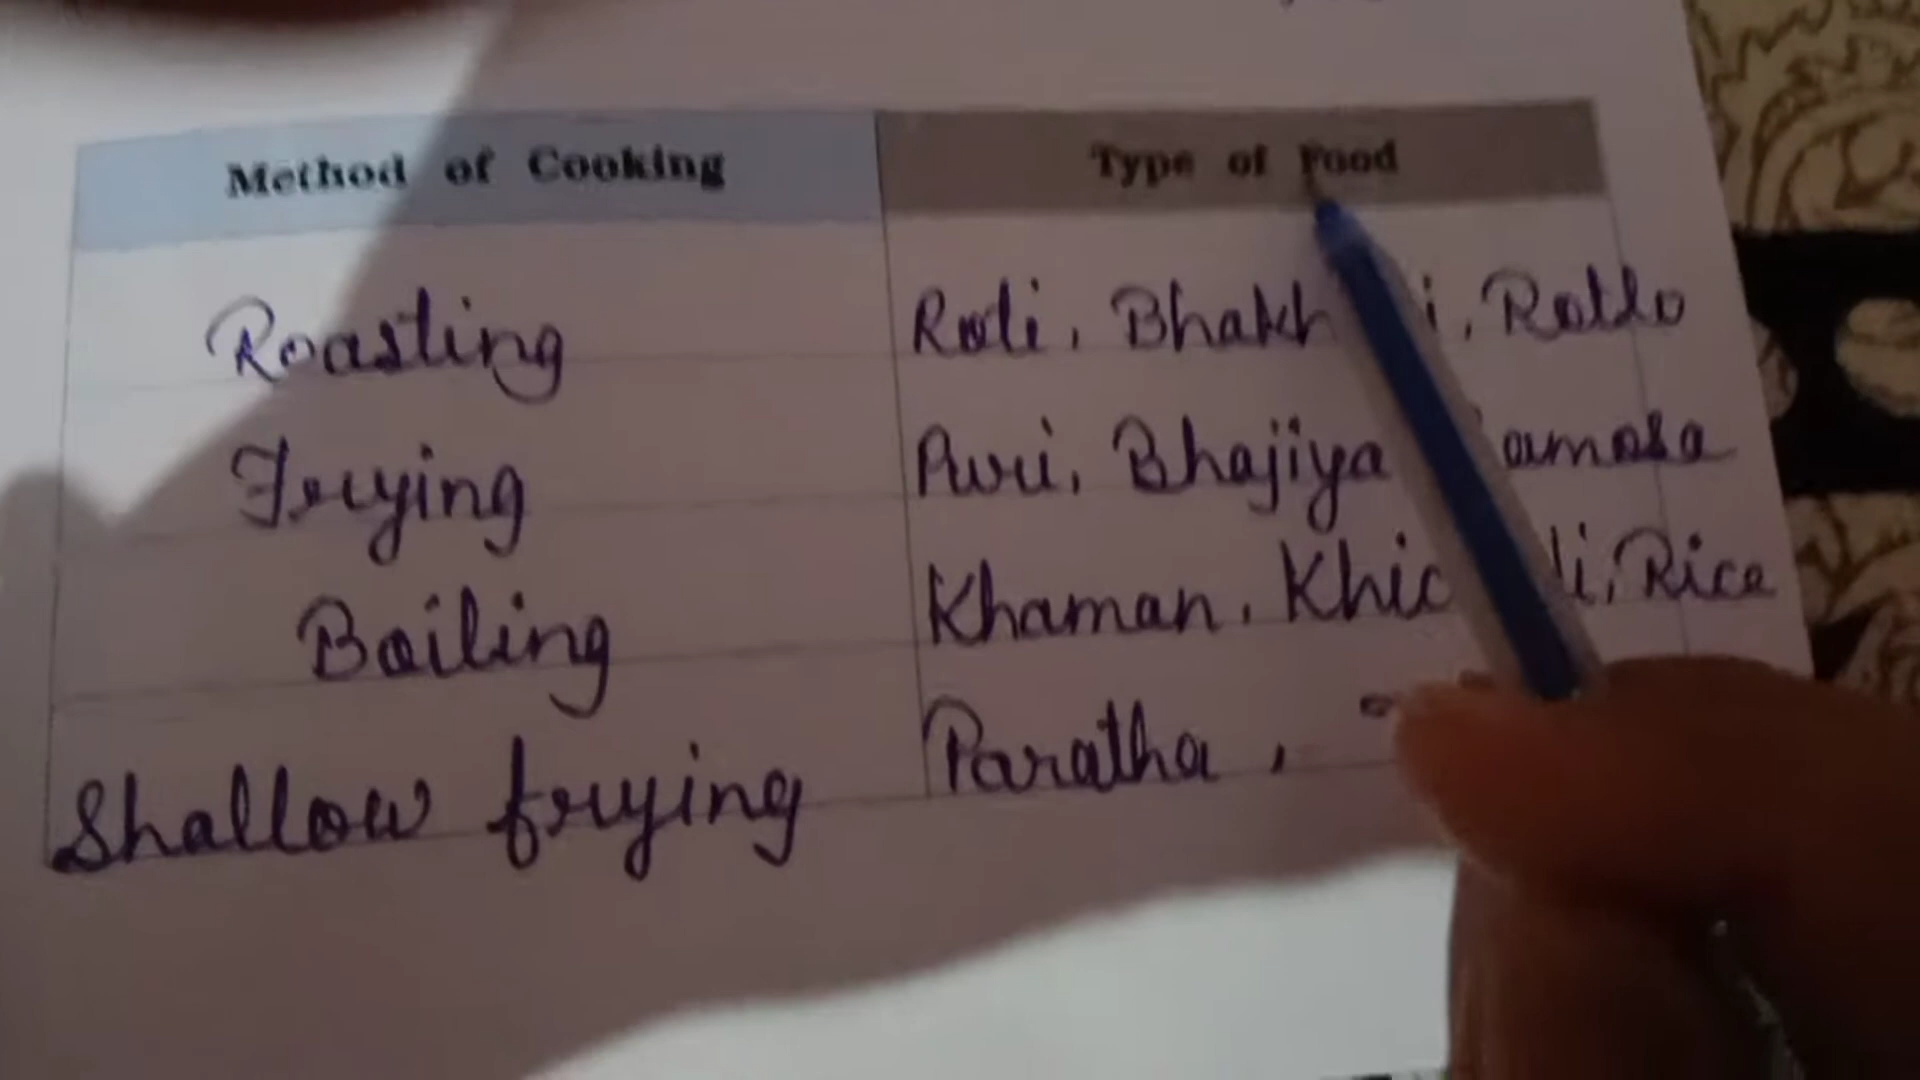 Method of Cooking Type of Food
Roasting Roti, Rotlo
Frying Puri, Bhajiya
Boiling Khaman, Rice
Shallow frying Paratha,